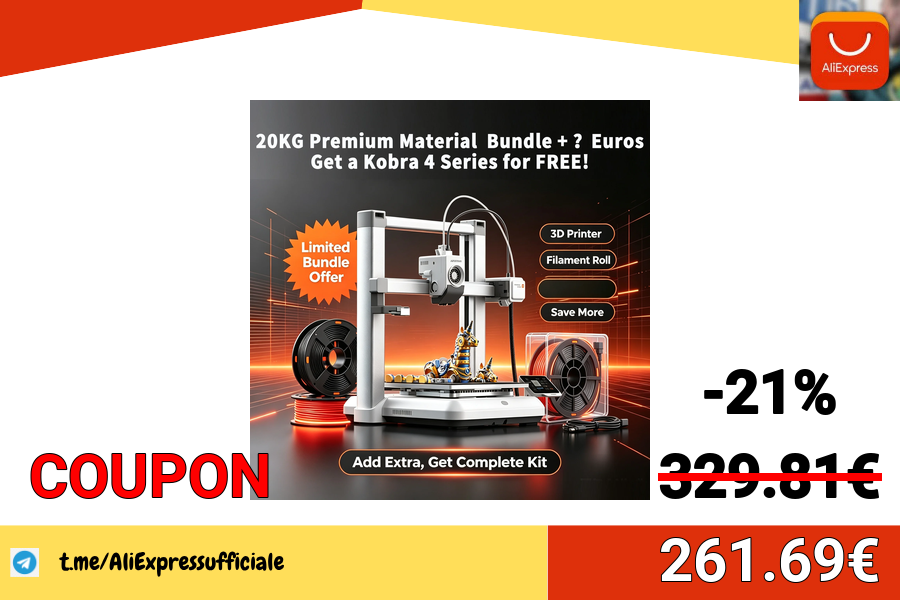 AliExpress
20KG Premium Material Bundle + ? Euros
Get a Kobra 4 Series for FREE!
Limited
Bundle
Offer
3D Printer
Filament Roll
Save More
Add Extra, Get Complete Kit
-21%
COUPON
329.81€
t.me/AliExpressufficiale
261.69€